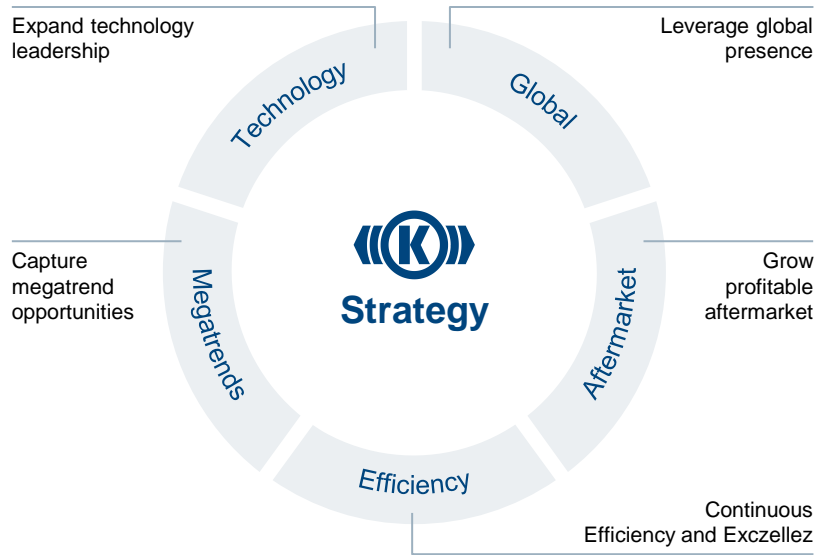 Expand technology
leadership
Leverage global
presence
Technology
Global
Capture
megatrend
opportunities
Megatrends
K
Strategy
Aftermarket
Grow
profitable
aftermarket
Efficiency
Continuous
Efficiency and Exczellez